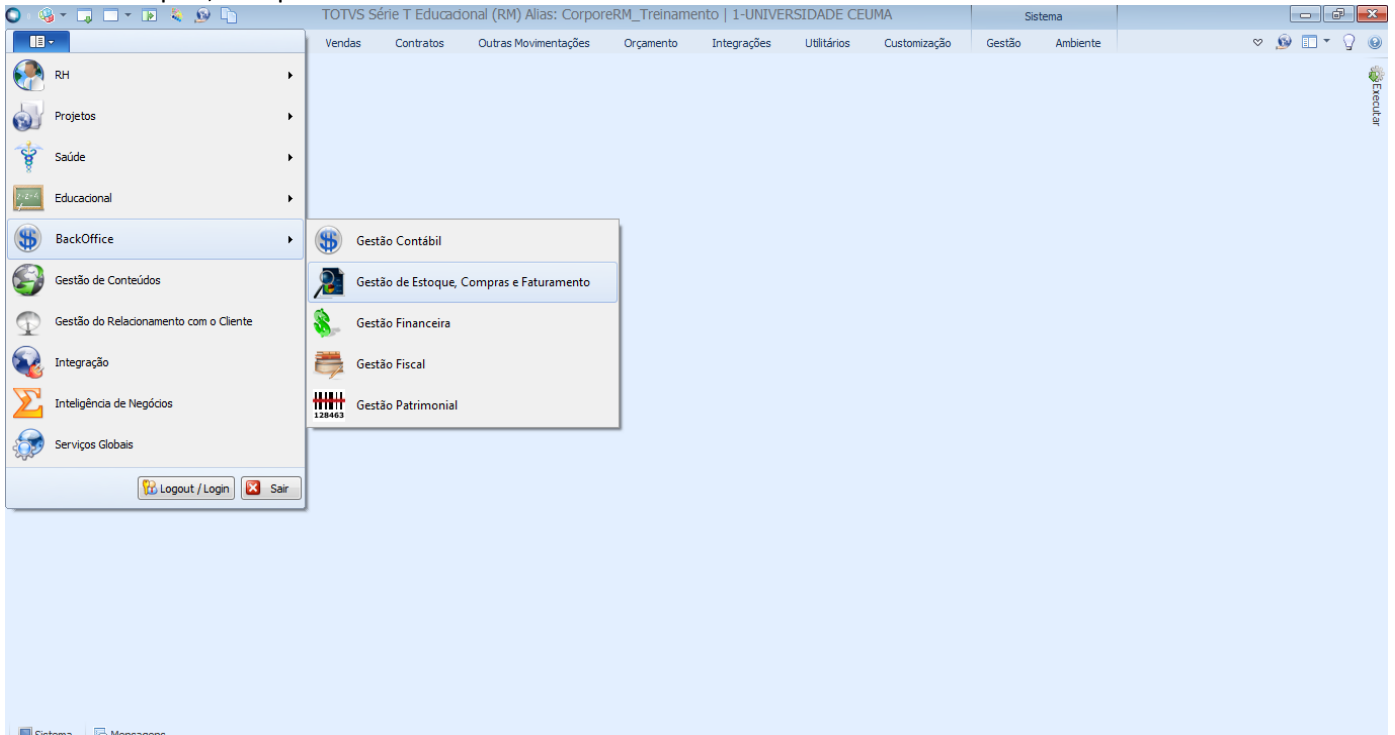 TOTVS Série T Educacional (RM) Alias: CorporeRM_Treinamento | 1-UNIVERSIDADE CEUMA
Sistema
Vendas Contratos Outras Movimentações Orçamento Integrações Utilitários Customização Gestão Ambiente
Executar
RH
Projetos
Saúde
Educacional
BackOffice
Gestão de Conteúdos
Gestão do Relacionamento com o Cliente
Integração
Inteligência de Negócios
Serviços Globais
Logout / Login Sair
Gestão Contábil
Gestão de Estoque, Compras e Faturamento
Gestão Financeira
Gestão Fiscal
128463
Gestão Patrimonial
Sistema Mensagens